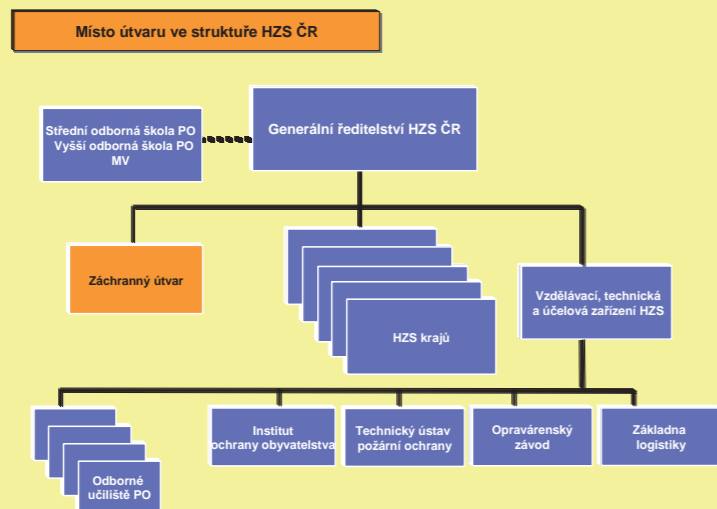 Místo útvaru ve struktuře HZS ČR
Střední odborná škola PO
Vyšší odborná škola PO
MV
Generální ředitelství HZS ČR
Záchranný útvar
HZS krajů
Vzdělávací, technická
a účelová zařízení HZS
Odborné
učiliště PO
Institut
ochrany obyvatelstva
Technický ústav
požární ochrany
Opravárenský
závod
Základna
logistiky